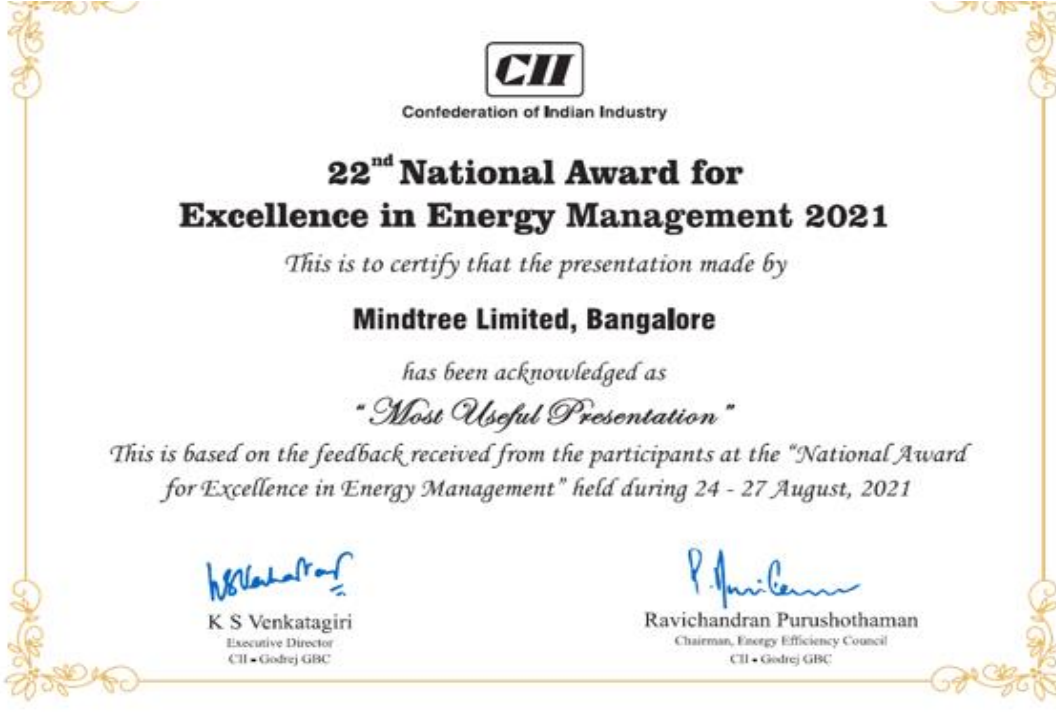 CII
Confederation of Indian Industry
22nd National Award for
Excellence in Energy Management 2021
This is to certify that the presentation made by
Mindtree Limited, Bangalore
has been acknowledged as
“ Most Useful Presentation ”
This is based on the feedback received from the participants at the “National Award
for Excellence in Energy Management” held during 24 - 27 August, 2021
K S Venkatagiri
Executive Director
CII - Godrej GBC
Ravichandran Purushothaman
Chairman, Energy Efficiency Council
CII - Godrej GBC